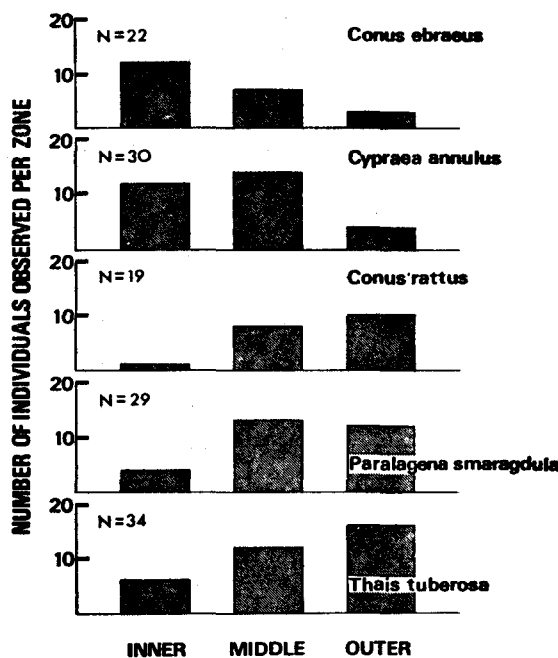 NUMBER OF INDIVIDUALS OBSERVED PER ZONE
20
N=22
Conus ebraeus
10
20
N=30
Cypraea annulus
10
20
N=19
Conus rattus
10
20
N=29
10
Paralagena smaragdula
20
N=34
10
Thais tuberosa
INNER MIDDLE OUTER